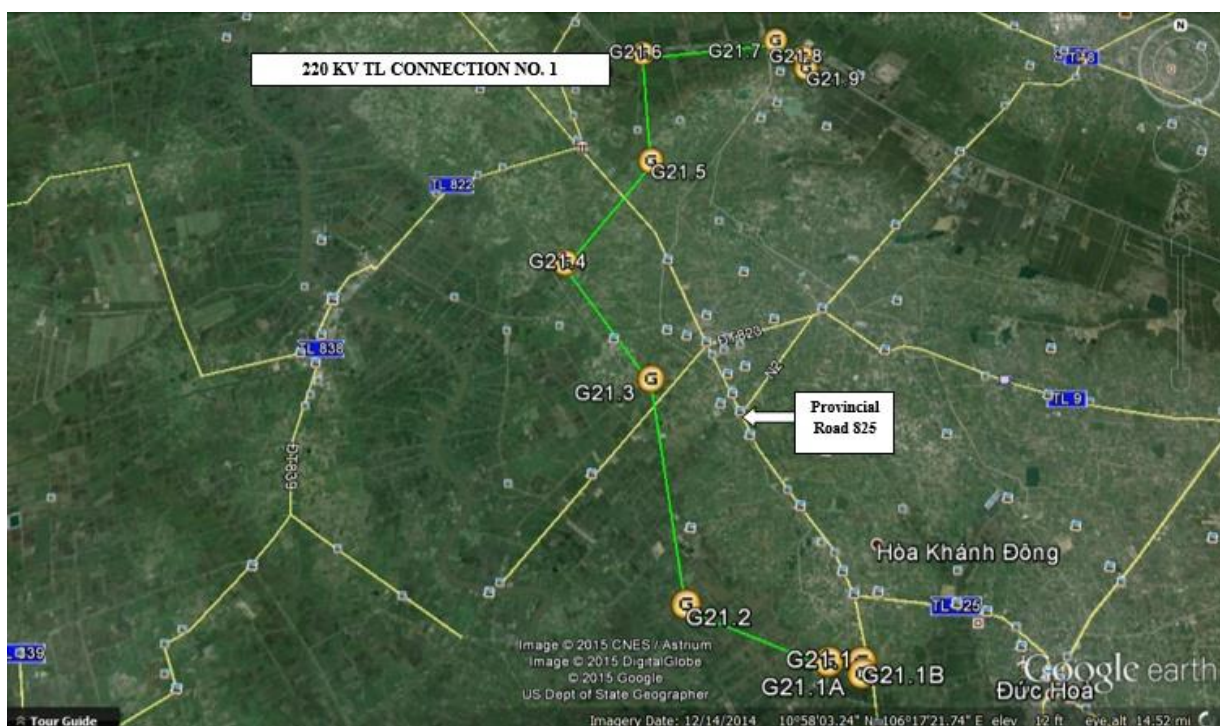 N
G21.6
G21.7
G21.8
TL 8
220 KV TL CONNECTION NO. 1
G21.9
G21.5
TL 822
G21.4
ĐT823
TL 838
G21.3
N2
TL 9
Provincial
Road 825
ĐT839
Hòa Khánh Đông
G21.2
TL 825
Image © 2015 CNES / Astrium
Image © 2015 DigitalGlobe
© 2015 Google
US Dept of State Geographer
G21.1
G21.1A
G21.1B
Google earth
Đức Hoà
Tour Guide
Imagery Date: 12/14/2014 10°58'03.24" N 106°17'21.74" E elev 12 ft eye alt 14.52 mi